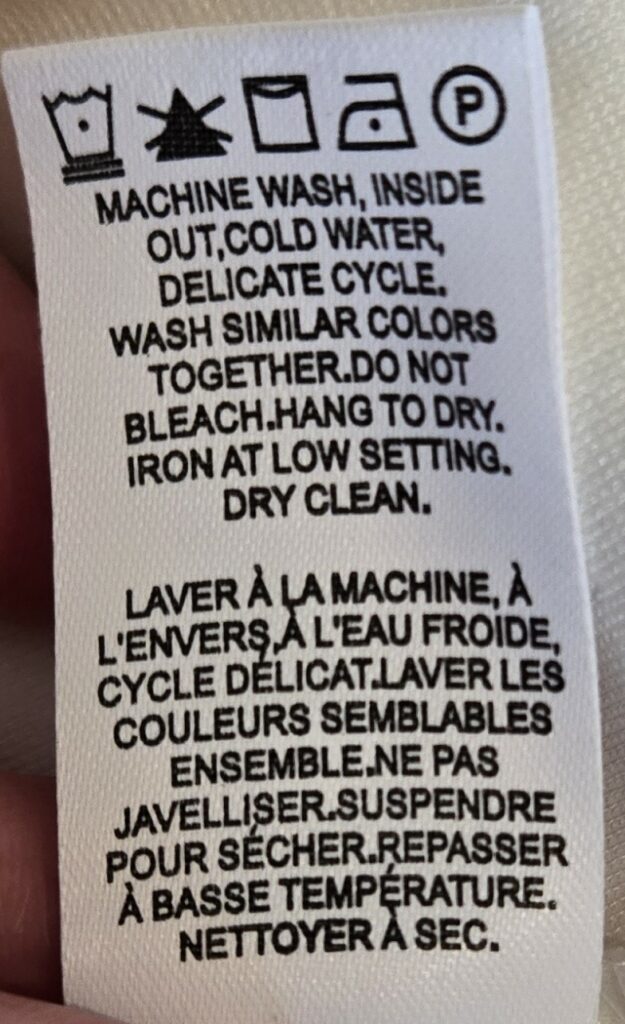 P
MACHINE WASH, INSIDE
OUT,COLD WATER,
DELICATE CYCLE.
WASH SIMILAR COLORS
TOGETHER.DO NOT
BLEACH.HANG TO DRY.
IRON AT LOW SETTING.
DRY CLEAN.
LAVER À LA MACHINE, À
L'ENVERS,À L'EAU FROIDE,
CYCLE DÉLICAT.LAVER LES
COULEURS SEMBLABLES
ENSEMBLE.NE PAS
JAVELLISER.SUSPENDRE
POUR SÉCHER.REPASSER
À BASSE TEMPÉRATURE.
NETTOYER À SEC.